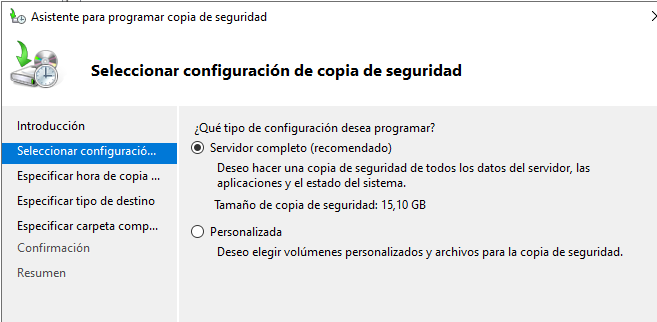 Asistente para programar copia de seguridad
Seleccionar configuración de copia de seguridad
Introducción
Seleccionar configuració...
Especificar hora de copia ...
Especificar tipo de destino
Especificar carpeta comp...
Confirmación
Resumen
¿Qué tipo de configuración desea programar?
Servidor completo (recomendado)
Deseo hacer una copia de seguridad de todos los datos del servidor, las
aplicaciones y el estado del sistema.
Tamaño de copia de seguridad: 15,10 GB
Personalizada
Deseo elegir volúmenes personalizados y archivos para la copia de seguridad.